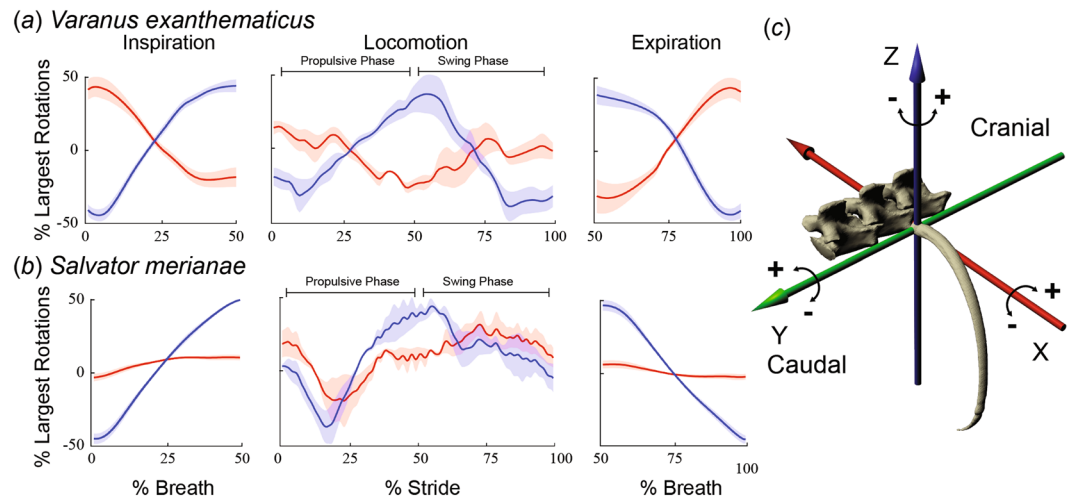 (a) Varanus exanthematicus
Inspiration
Locomotion
Expiration
Propulsive Phase
Swing Phase
% Largest Rotations
50
0
-50
0
25
50
0
25
50
75
100
50
75
100
(b) Salvator merianae
Propulsive Phase
Swing Phase
% Largest Rotations
50
0
-50
0
25
50
0
25
50
75
100
50
75
100
% Breath
% Stride
% Breath
(c)
Z
- +
Cranial
+
-
Y
Caudal
+
-
X